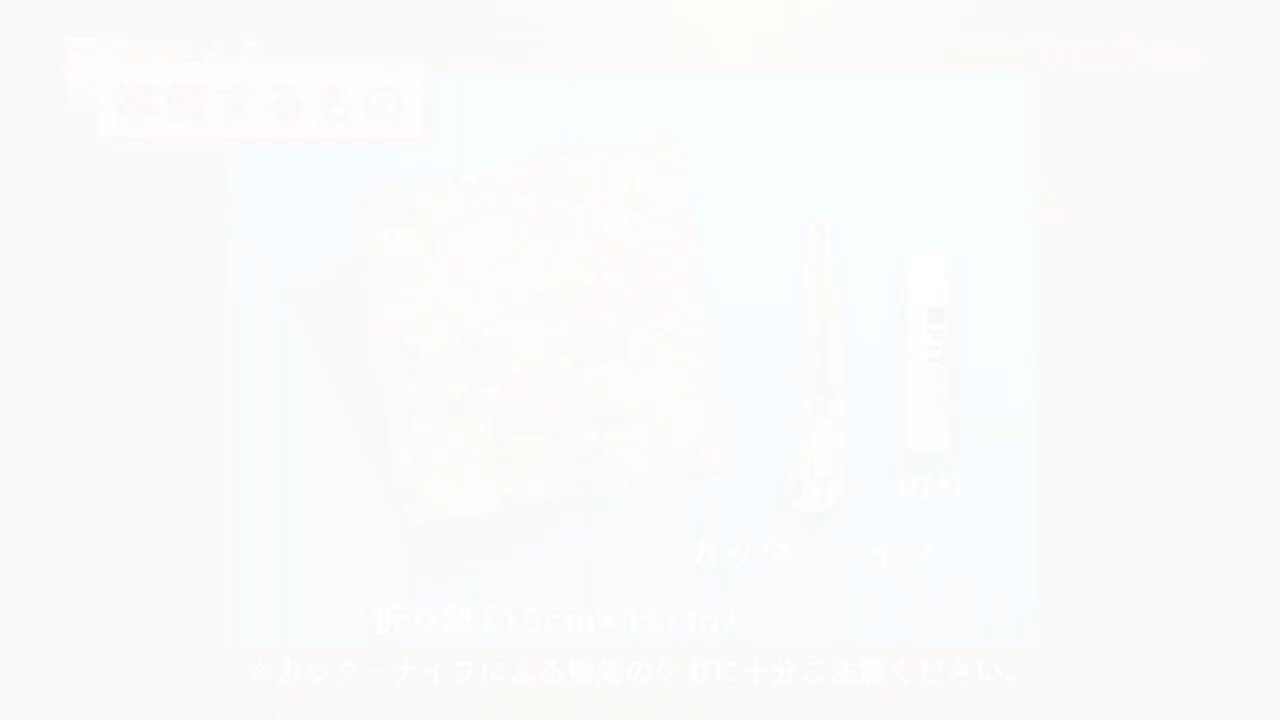 準備するもの
PiT
のり
カッターナイフ
折り紙(15cm×15cm)
※カッターナイフによる指先のケガに十分ご注意ください。